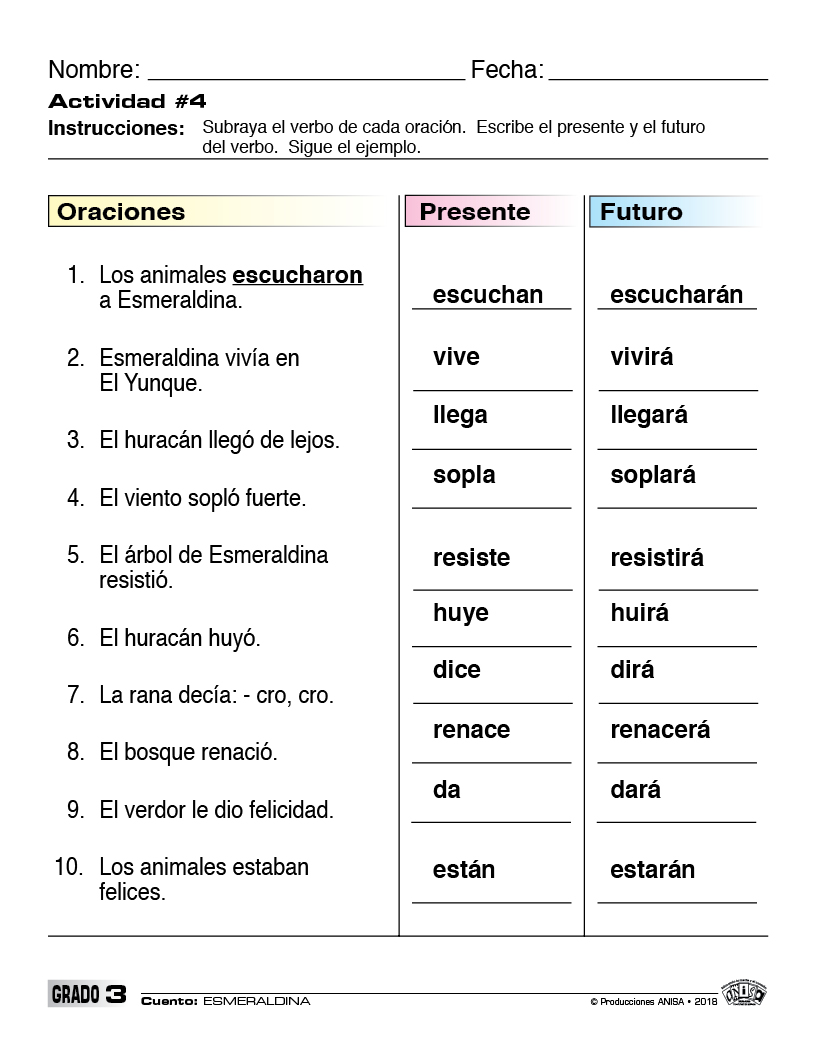 Nombre: Fecha:
Actividad #4
Instrucciones: Subraya el verbo de cada oración. Escribe el presente y el futuro
del verbo. Sigue el ejemplo.
Oraciones Presente Futuro
1. Los animales escucharon
a Esmeraldina. escuchan escucharán
2. Esmeraldina vivía en vive vivirá
El Yunque.
llega llegará
3. El huracán llegó de lejos.
sopla soplará
4. El viento sopló fuerte.
5. El árbol de Esmeraldina resiste resistirá
resistió.
huye huirá
6. El huracán huyó.
dice dirá
7. La rana decía: - cro, cro.
renace renacerá
8. El bosque renació.
da dará
9. El verdor le dio felicidad.
10. Los animales estaban están estarán
felices.
GRADO 3 Cuento: ESMERALDINA © Producciones ANISA • 2018
ANISA